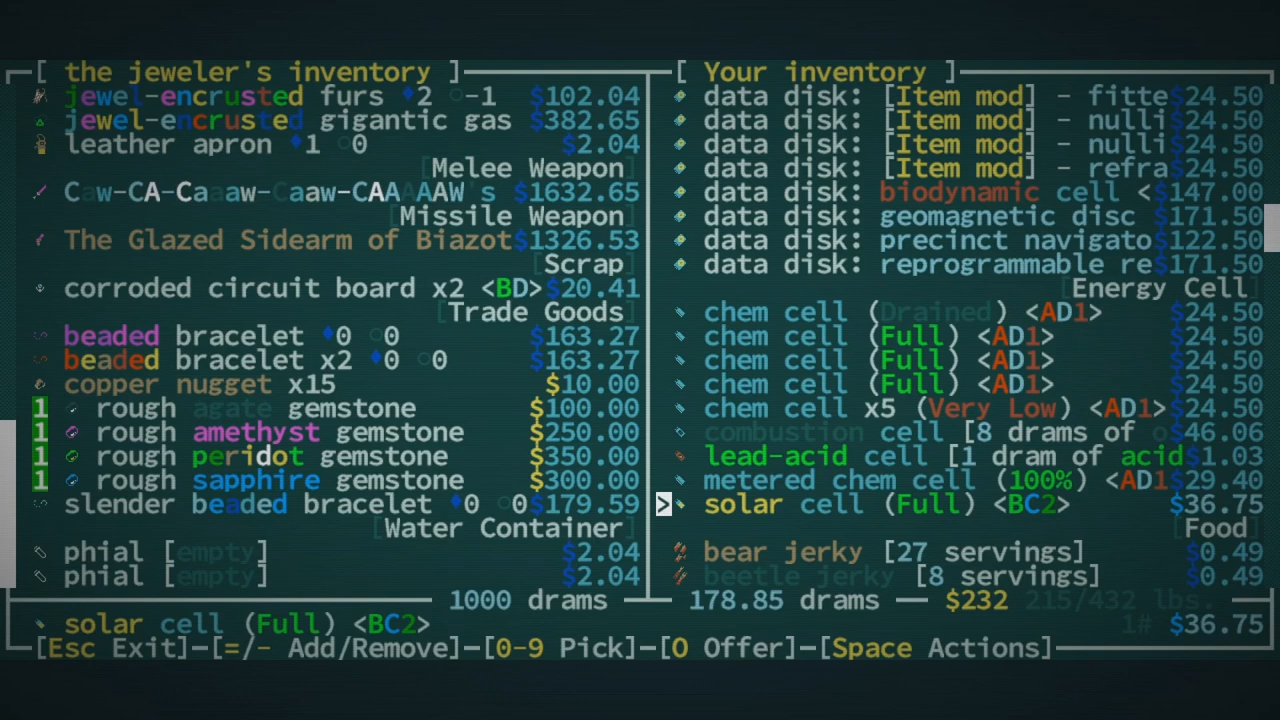 [ the jeweler's inventory ]
jewel-encrusted furs ♦2 ○-1 $102.04
jewel-encrusted gigantic gas $382.65
leather apron ♦1 ○0 $2.04
[Melee Weapon]
Caw-CA-Caaaw-Caaw-CAAAAAAW's $1632.65
[Missile Weapon]
The Glazed Sidearm of Biazot $1326.53
[Scrap]
corroded circuit board x2 <BD> $20.41
[Trade Goods]
beaded bracelet ♦0 ○0 $163.27
beaded bracelet x2 ♦0 ○0 $163.27
copper nugget x15 $10.00
1 rough agate gemstone $100.00
1 rough amethyst gemstone $250.00
1 rough peridot gemstone $350.00
1 rough sapphire gemstone $300.00
slender beaded bracelet ♦0 ○0 $179.59
[Water Container]
phial [empty] $2.04
phial [empty] $2.04
1000 drams
[ Your inventory ]
data disk: [Item mod] - fitte $24.50
data disk: [Item mod] - nulli $24.50
data disk: [Item mod] - nulli $24.50
data disk: [Item mod] - refra $24.50
data disk: biodynamic cell < $147.00
data disk: geomagnetic disc $171.50
data disk: precinct navigato $122.50
data disk: reprogrammable re $171.50
[Energy Cell]
chem cell (Drained) <AD1> $24.50
chem cell (Full) <AD1> $24.50
chem cell (Full) <AD1> $24.50
chem cell (Full) <AD1> $24.50
chem cell x5 (Very Low) <AD1> $24.50
combustion cell [8 drams of o $46.06
lead-acid cell [1 dram of acid $1.03
metered chem cell (100%) <AD1 $29.40
> solar cell (Full) <BC2> $36.75
[Food]
bear jerky [27 servings] $0.49
beetle jerky [8 servings] $0.49
178.85 drams — $232 215/432 lbs.
solar cell (Full) <BC2> 1# $36.75
[Esc Exit]-[=/- Add/Remove]-[0-9 Pick]-[O Offer]-[Space Actions]